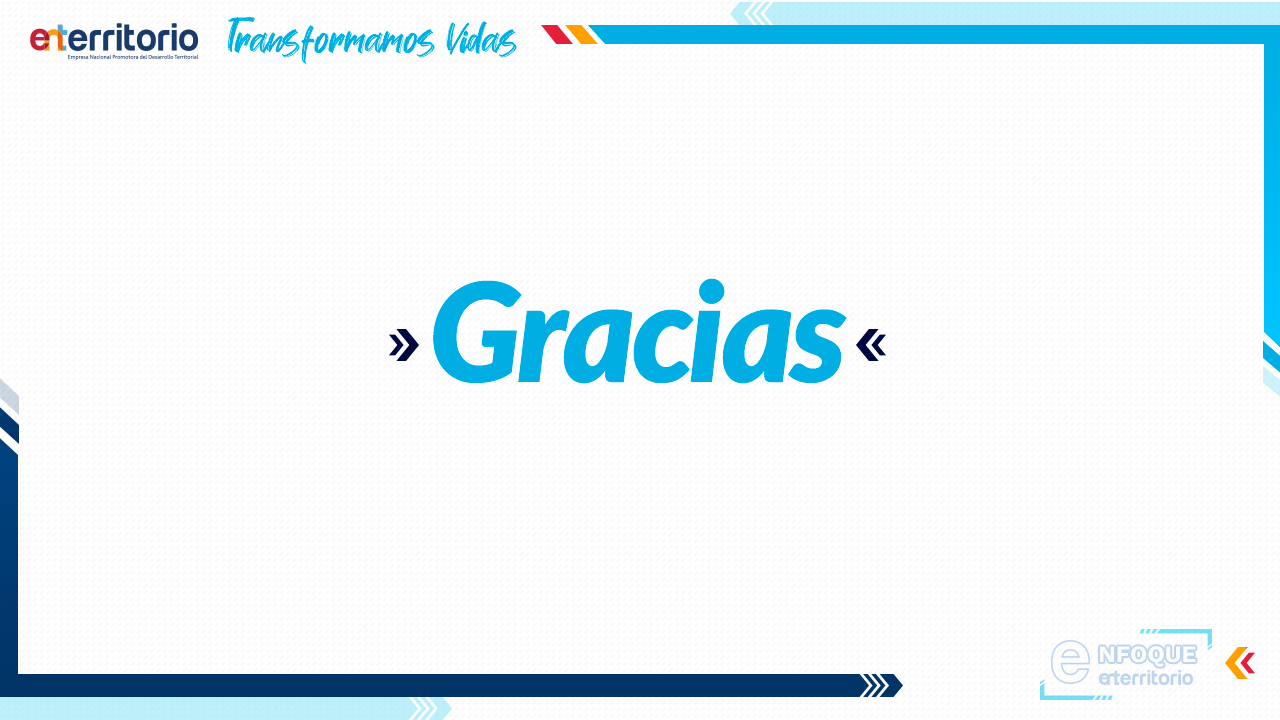 enterritorio
Empresa Nacional Promotora del Desarrollo Territorial
Transformamos Vidas
Gracias
eNFOQUE
enterritorio